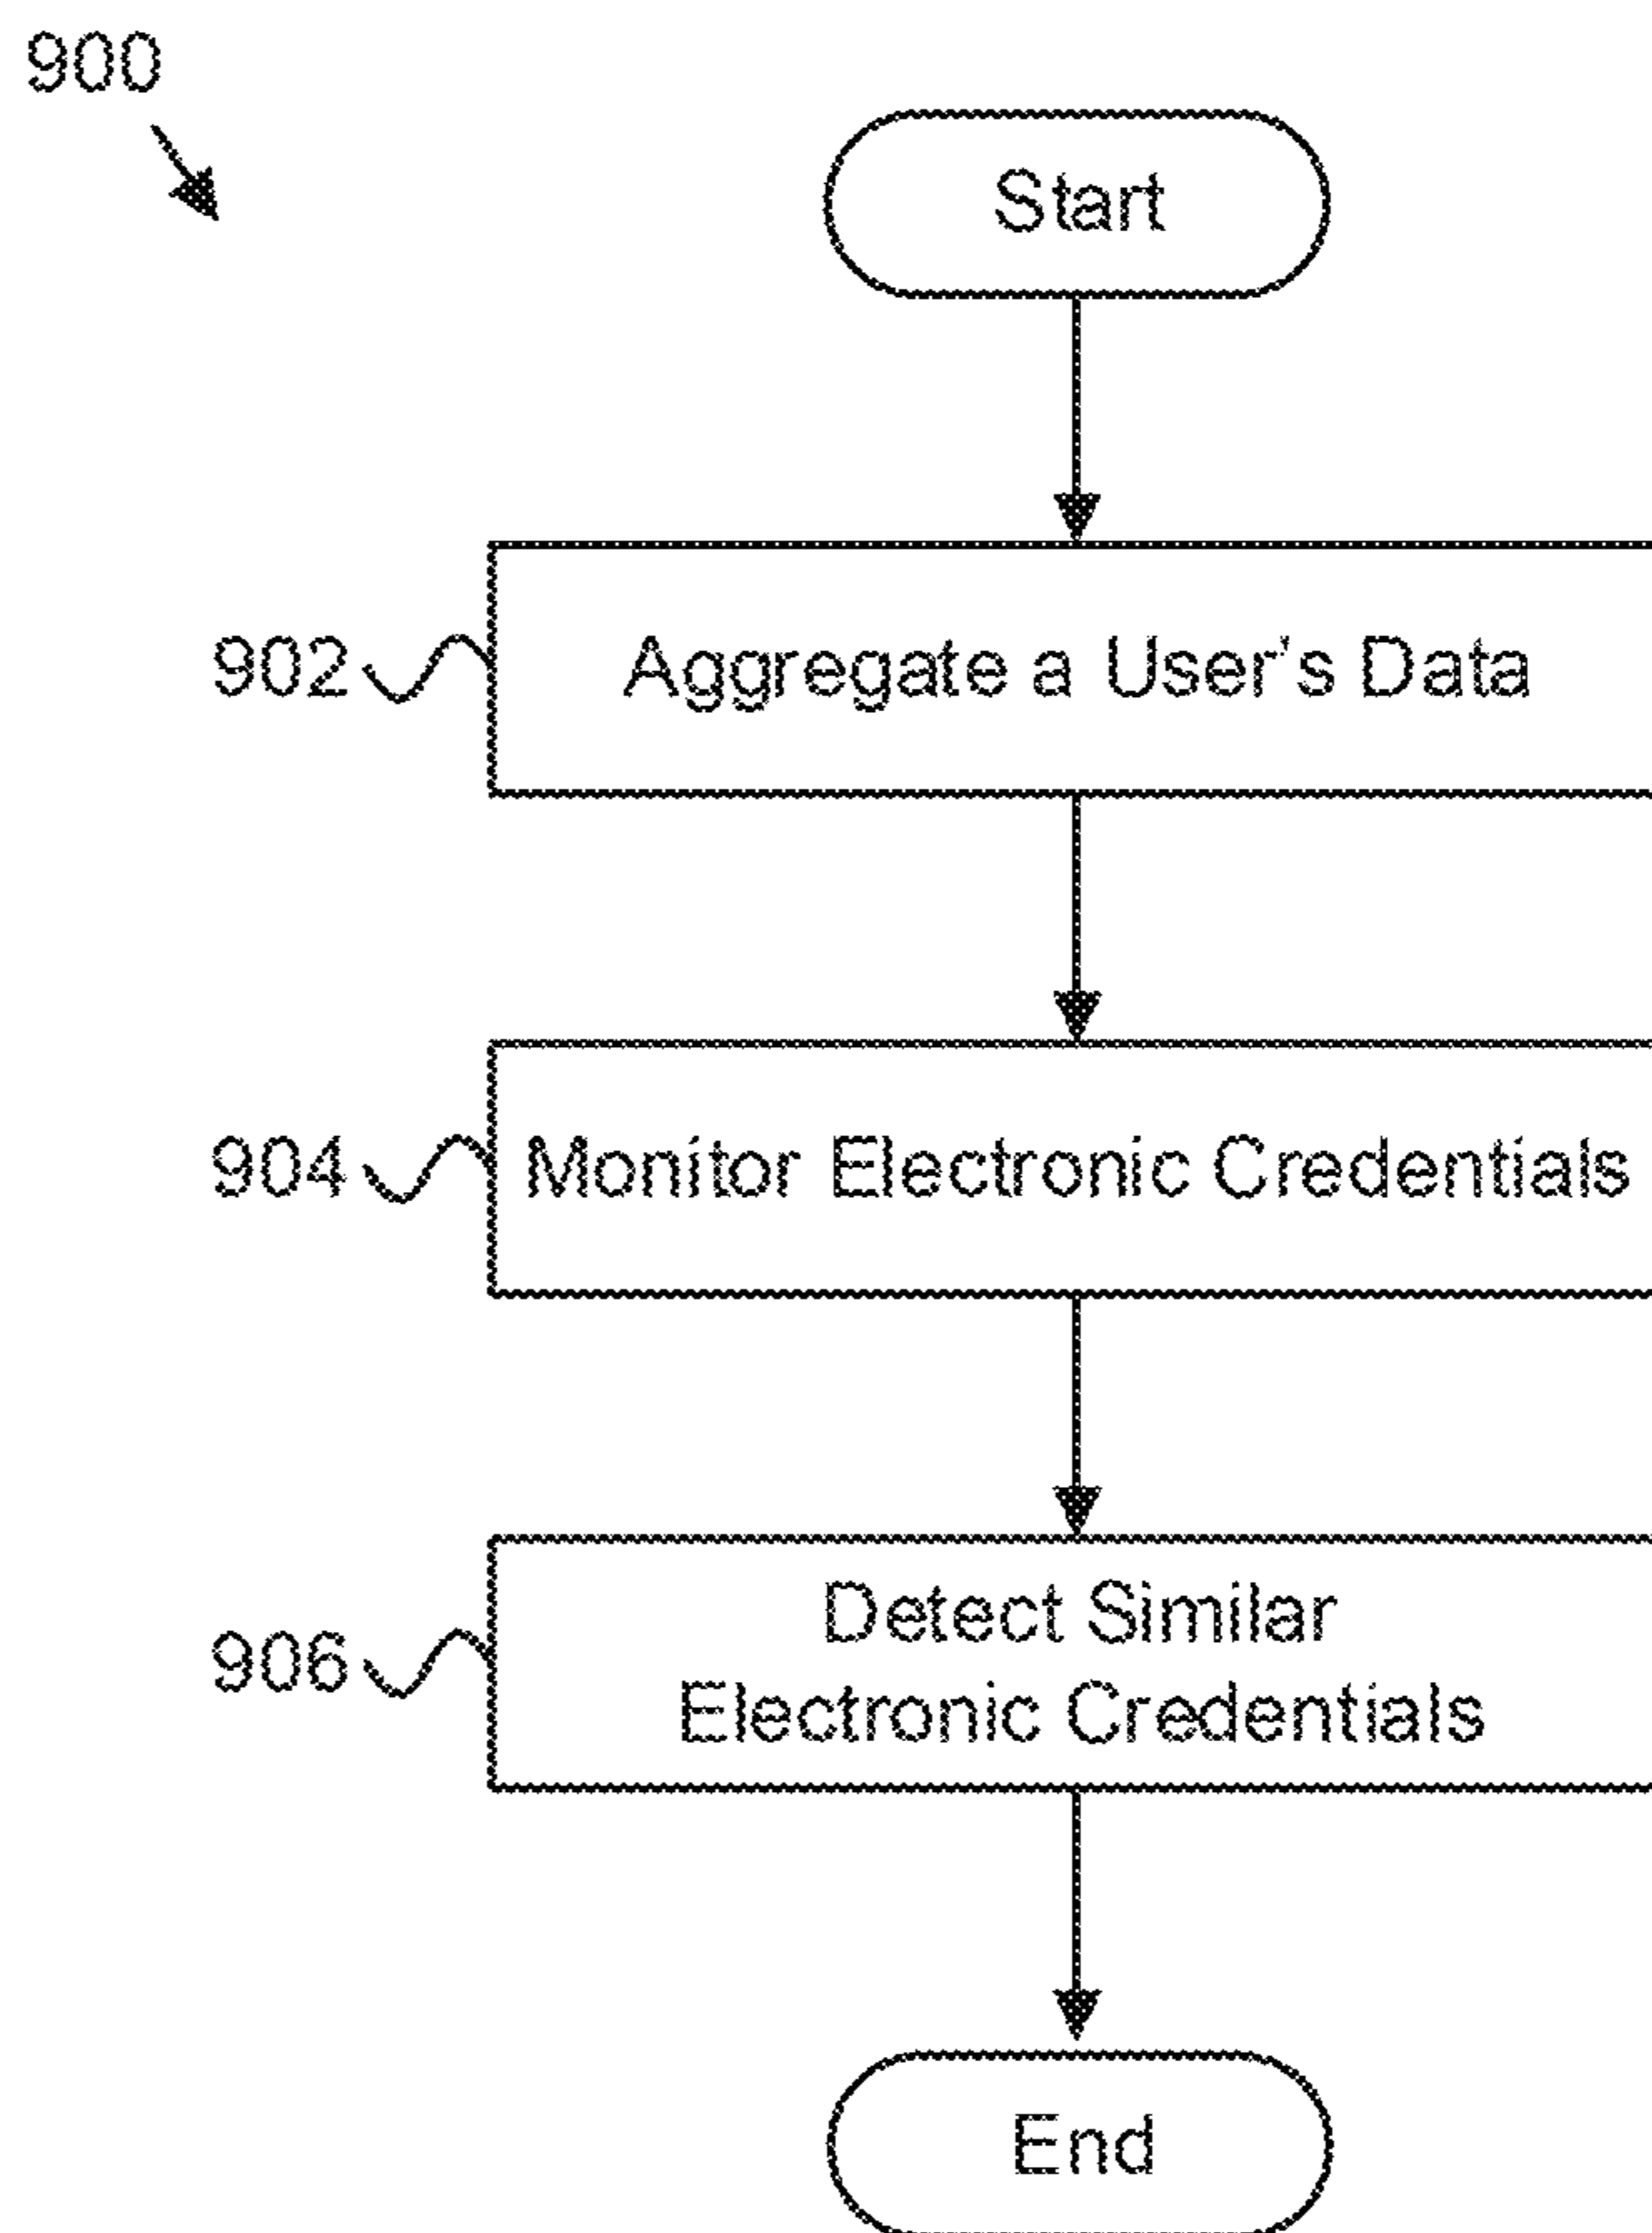 900
Start
902
Aggregate a User's Data
904
Monitor Electronic Credentials
906
Detect Similar
Electronic Credentials
End